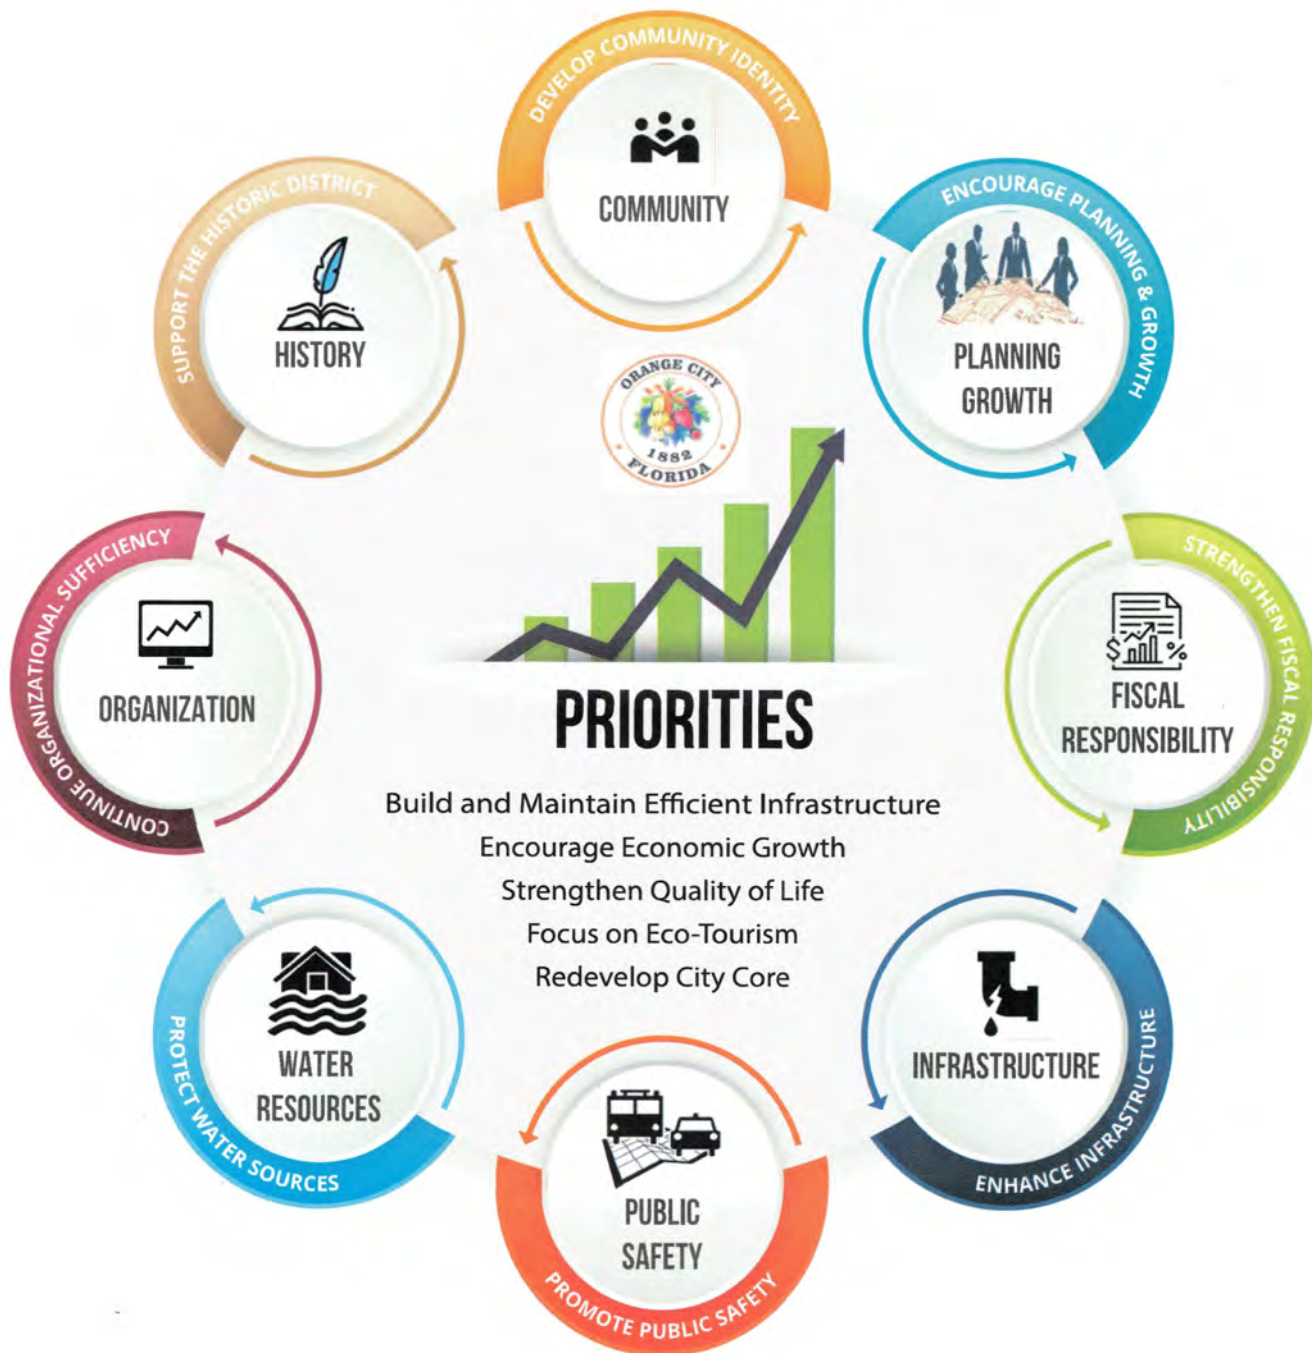 DEVELOP COMMUNITY IDENTITY
COMMUNITY
ENCOURAGE PLANNING & GROWTH
PLANNING
GROWTH
STRENGTHEN FISCAL RESPONSIBILITY
$ %
FISCAL
RESPONSIBILITY
INFRASTRUCTURE
ENHANCE INFRASTRUCTURE
PUBLIC
SAFETY
PROMOTE PUBLIC SAFETY
WATER
RESOURCES
PROTECT WATER SOURCES
CONTINUE ORGANIZATIONAL SUFFICIENCY
ORGANIZATION
SUPPORT THE HISTORIC DISTRICT
HISTORY
ORANGE CITY
1882
FLORIDA
PRIORITIES
Build and Maintain Efficient Infrastructure
Encourage Economic Growth
Strengthen Quality of Life
Focus on Eco-Tourism
Redevelop City Core